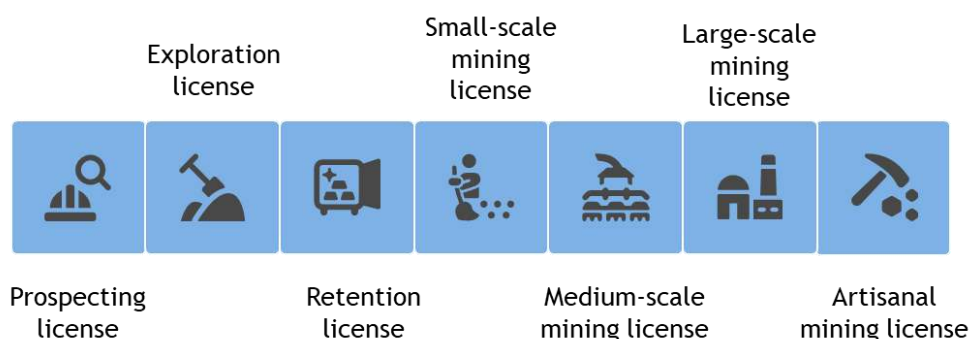 Small-scale
mining
license
Large-scale
mining
license
Exploration
license
Prospecting
license
Retention
license
Medium-scale
mining license
Artisanal
mining license